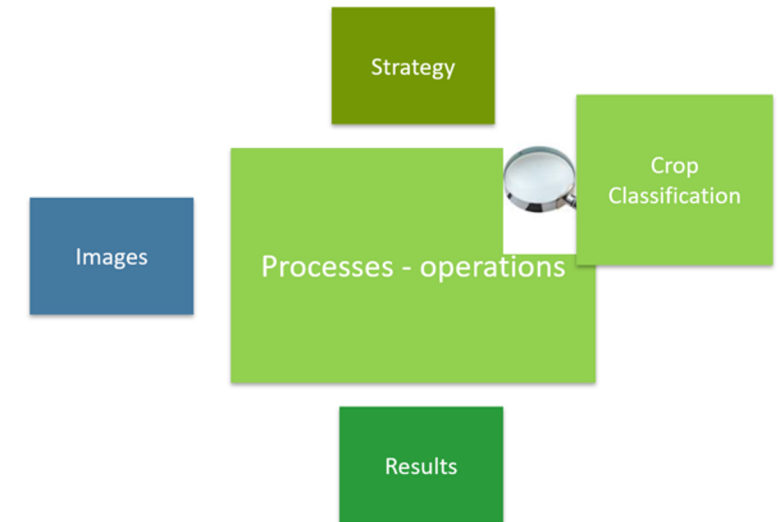 Strategy
Crop
Classification
Images
Processes - operations
Results